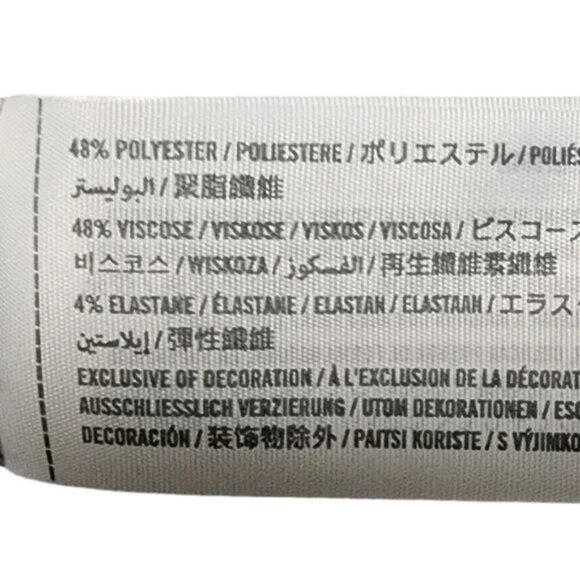 48% POLYESTER / POLIESTERE / ポリエステル / POLIÉS
البوليستر / 聚脂纖維
48% VISCOSE / VISKOSE / VISKOS / VISCOSA / ビスコース
비스코스 / WISKOZA / الفسكوز / 再生纖維素纖維
4% ELASTANE / ÉLASTANE / ELASTAN / ELASTAAN / エラス
إيلاستين / 彈性纖維
EXCLUSIVE OF DECORATION / À L'EXCLUSION DE LA DÉCORAT
AUSSCHLIESSLICH VERZIERUNG / UTOM DEKORATIONEN / ESC
DECORACIÓN / 装饰物除外 / PAITSI KORISTE / S VÝJIMKO